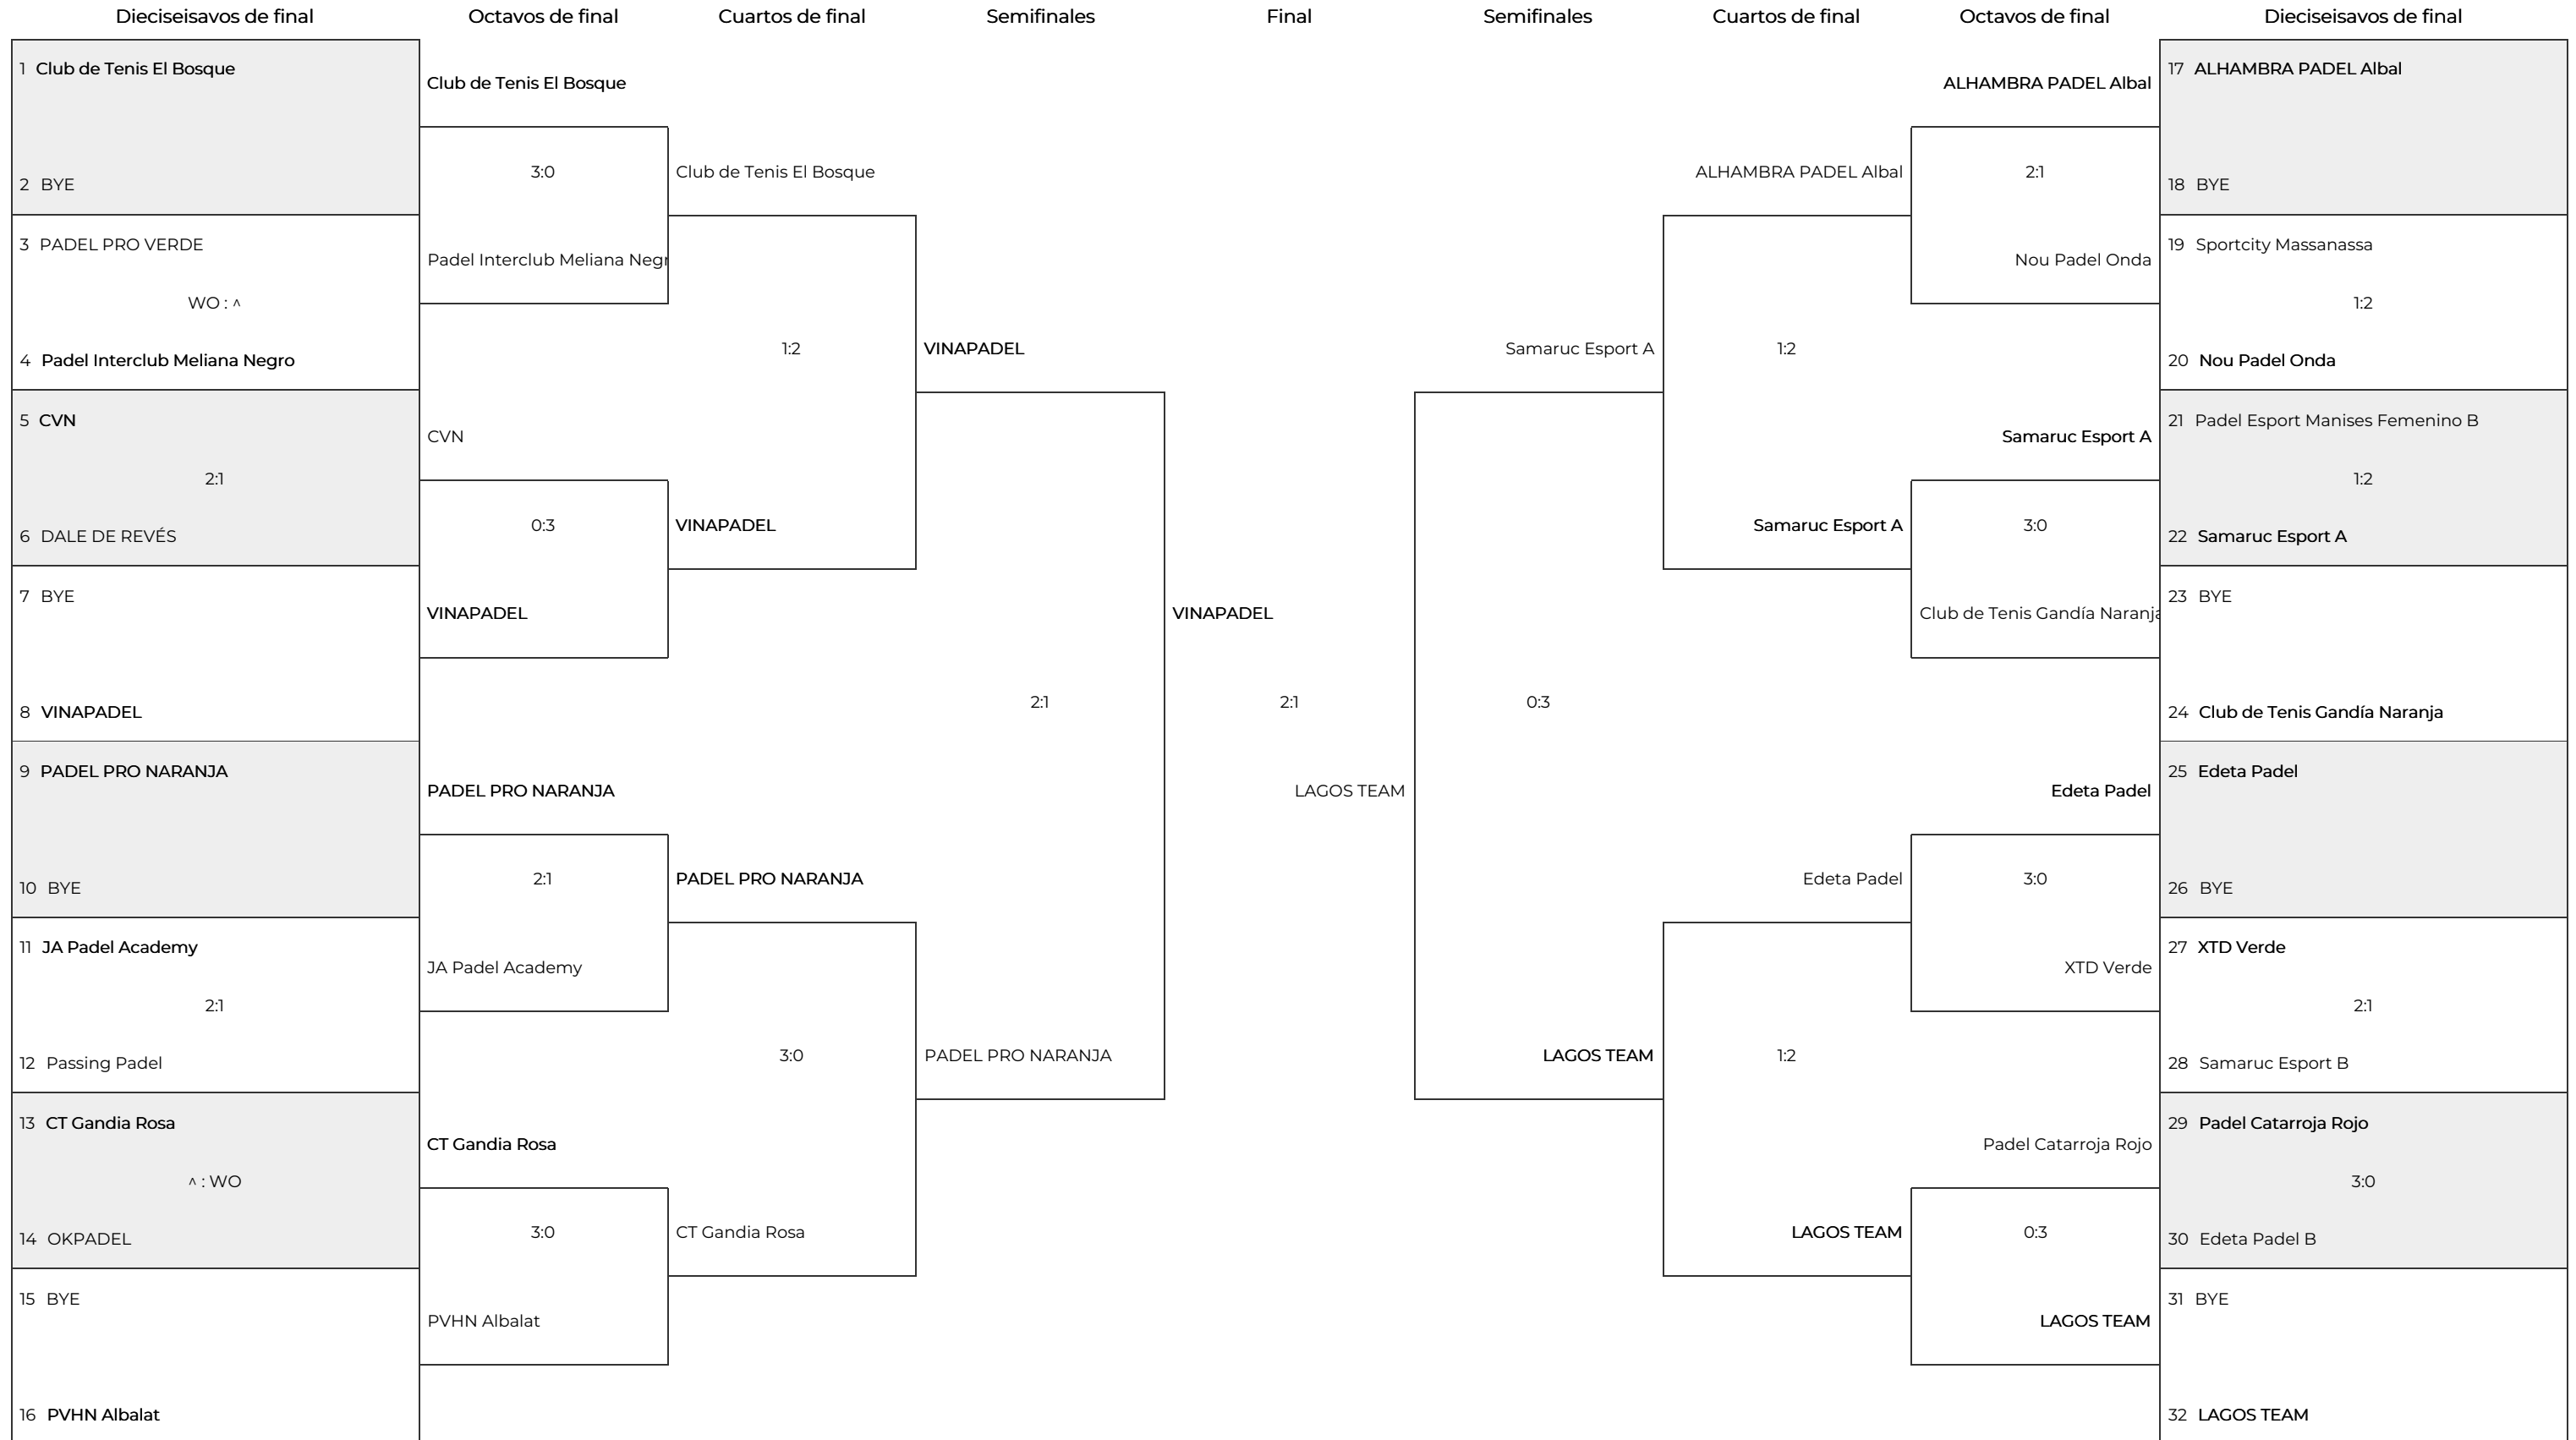 Dieciseisavos de final
Octavos de final
Cuartos de final
Semifinales
Final
Semifinales
Cuartos de final
Octavos de final
Dieciseisavos de final
1 Club de Tenis El Bosque
2 BYE
3 PADEL PRO VERDE
WO : ^
4 Padel Interclub Meliana Negro
5 CVN
2:1
6 DALE DE REVÉS
7 BYE
8 VINAPADEL
9 PADEL PRO NARANJA
10 BYE
11 JA Padel Academy
2:1
12 Passing Padel
13 CT Gandia Rosa
^ : WO
14 OKPADEL
15 BYE
16 PVHN Albalat
Club de Tenis El Bosque
3:0
Padel Interclub Meliana Negr
CVN
0:3
VINAPADEL
PADEL PRO NARANJA
2:1
JA Padel Academy
CT Gandia Rosa
3:0
PVHN Albalat
Club de Tenis El Bosque
1:2
VINAPADEL
PADEL PRO NARANJA
3:0
CT Gandia Rosa
VINAPADEL
2:1
PADEL PRO NARANJA
VINAPADEL
2:1
LAGOS TEAM
Samaruc Esport A
0:3
LAGOS TEAM
ALHAMBRA PADEL Albal
1:2
Samaruc Esport A
Edeta Padel
1:2
LAGOS TEAM
ALHAMBRA PADEL Albal
2:1
Nou Padel Onda
Samaruc Esport A
3:0
Club de Tenis Gandía Naranja
Edeta Padel
3:0
XTD Verde
Padel Catarroja Rojo
0:3
LAGOS TEAM
17 ALHAMBRA PADEL Albal
18 BYE
19 Sportcity Massanassa
1:2
20 Nou Padel Onda
21 Padel Esport Manises Femenino B
1:2
22 Samaruc Esport A
23 BYE
24 Club de Tenis Gandía Naranja
25 Edeta Padel
26 BYE
27 XTD Verde
2:1
28 Samaruc Esport B
29 Padel Catarroja Rojo
3:0
30 Edeta Padel B
31 BYE
32 LAGOS TEAM